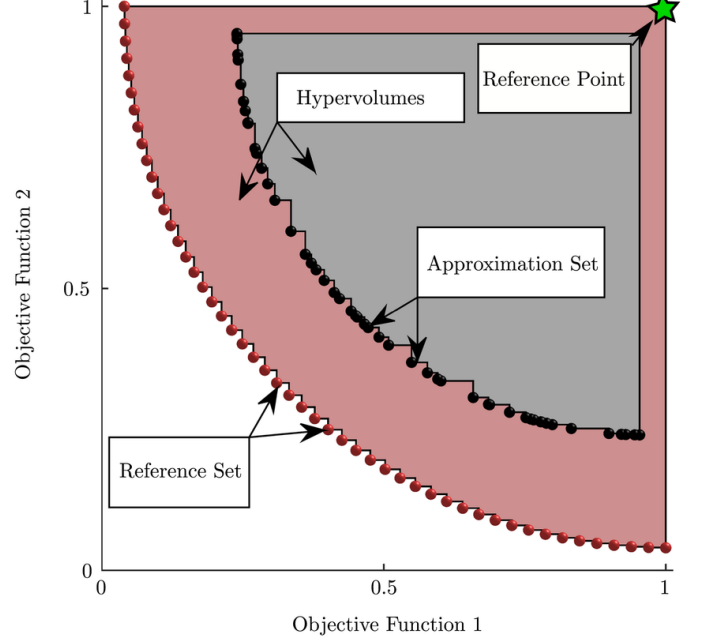 1
Reference Point
Hypervolumes
Objective Function 2
Approximation Set
0.5
Reference Set
0
0
0.5
1
Objective Function 1